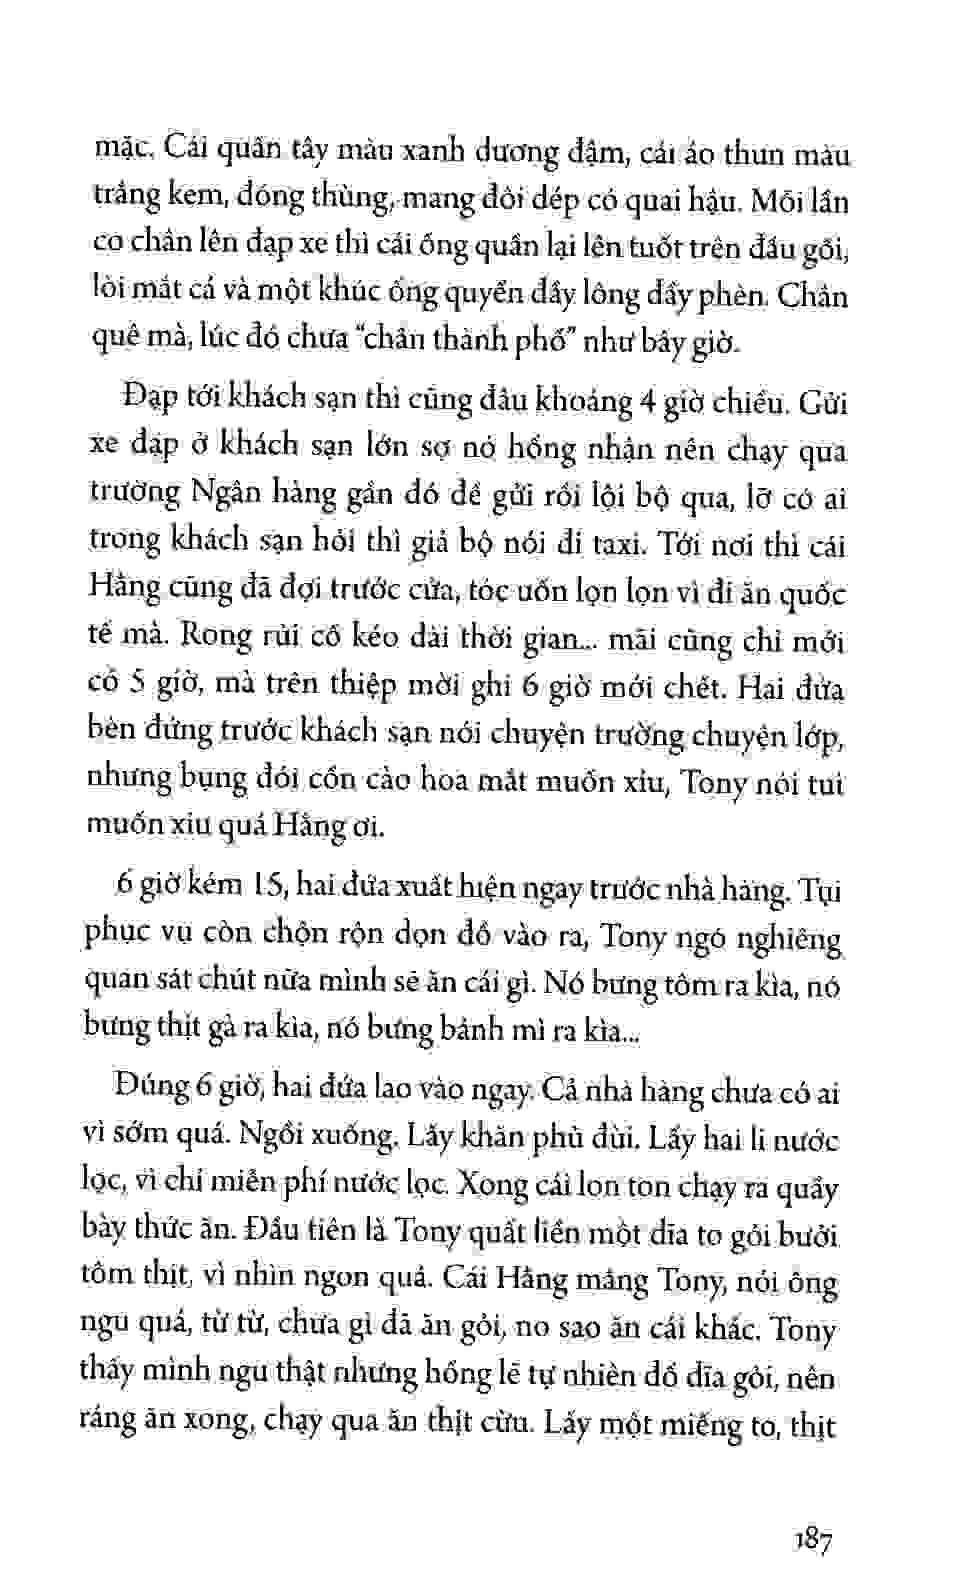 mặc. Cái quần tây màu xanh dương đậm, cái áo thun màu
trắng kem, đóng thùng, mang đôi dép có quai hậu. Mỗi lần
co chân lên đạp xe thì cái ống quần lại lên tuốt trên đầu gối,
lòi mắt cá và một khúc ống quyển đầy lông đầy phèn. Chân
quê mà, lúc đó chưa “chân thành phố” như bây giờ.
Đạp tới khách sạn thì cũng đâu khoảng 4 giờ chiều. Gửi
xe đạp ở khách sạn lớn sợ nó hổng nhận nên chạy qua
trường Ngân hàng gần đó để gửi rồi lội bộ qua, lỡ có ai
trong khách sạn hỏi thì giả bộ nói đi taxi. Tới nơi thì cái
Hằng cũng đã đợi trước cửa, tóc uốn lọn lọn vì đi ăn quốc
tế mà. Rong rủi cố kéo dài thời gian... mãi cũng chỉ mới
có 5 giờ, mà trên thiệp mời ghi 6 giờ mới chết. Hai đứa
bèn đứng trước khách sạn nói chuyện trường chuyện lớp,
nhưng bụng đói cồn cào hoa mắt muốn xỉu, Tony nói tui
muốn xỉu quá Hằng ơi.
6 giờ kém 15, hai đứa xuất hiện ngay trước nhà hàng. Tụi
phục vụ còn chộn rộn dọn đồ vào ra, Tony ngó nghiêng
quan sát chút nữa mình sẽ ăn cái gì. Nó bưng tôm ra kìa, nó
bưng thịt gà ra kìa, nó bưng bánh mì ra kìa...
Đúng 6 giờ, hai đứa lao vào ngay. Cả nhà hàng chưa có ai
vì sớm quá. Ngồi xuống. Lấy khăn phủ đùi. Lấy hai li nước
lọc, vì chỉ miễn phí nước lọc. Xong cái lon ton chạy ra quầy
bày thức ăn. Đầu tiên là Tony quất liền một dĩa to gỏi bưởi
tôm thịt, vì nhìn ngon quá. Cái Hằng mắng Tony, nói ông
ngu quá, từ từ, chưa gì đã ăn gỏi, no sao ăn cái khác. Tony
thấy mình ngu thật nhưng hổng lẽ tự nhiên đổ dĩa gỏi, nên
ráng ăn xong, chạy qua ăn thịt cừu. Lấy một miếng to, thịt
187